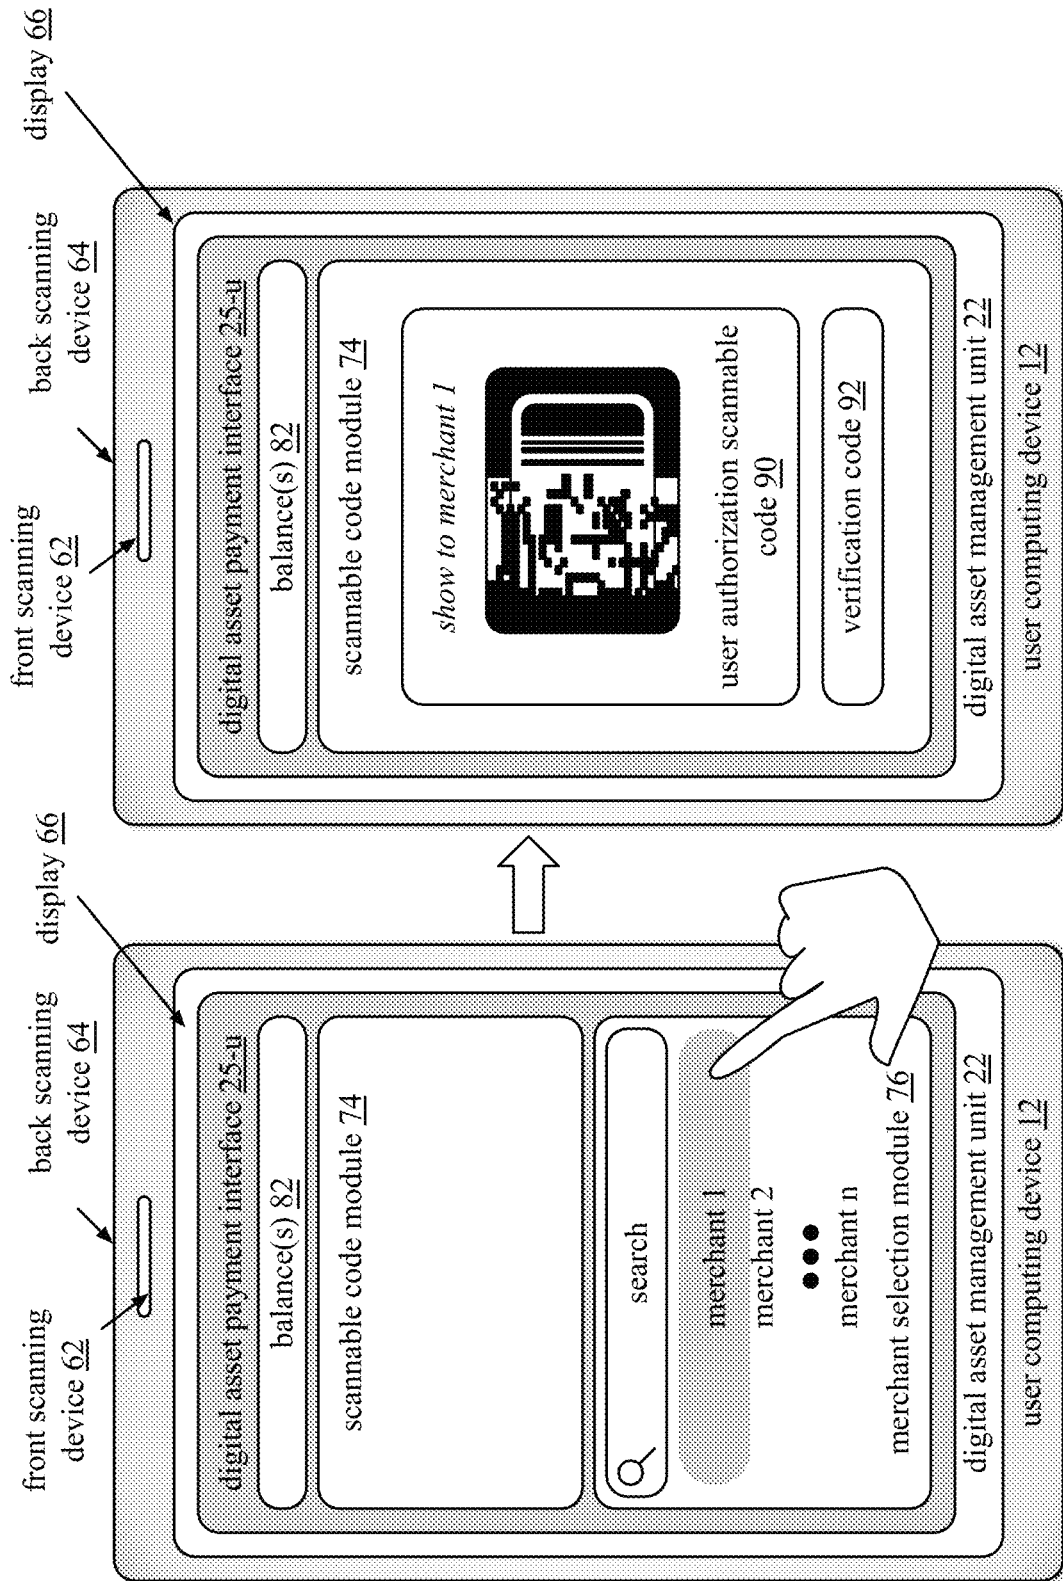 front scanning
device 62
back scanning
device 64
display 66
digital asset payment interface 25-u
balance(s) 82
scannable code module 74
search
merchant 1
merchant 2
merchant n
merchant selection module 76
digital asset management unit 22
user computing device 12
front scanning
device 62
back scanning
device 64
display 66
digital asset payment interface 25-u
balance(s) 82
scannable code module 74
show to merchant 1
user authorization scannable
code 90
verification code 92
digital asset management unit 22
user computing device 12